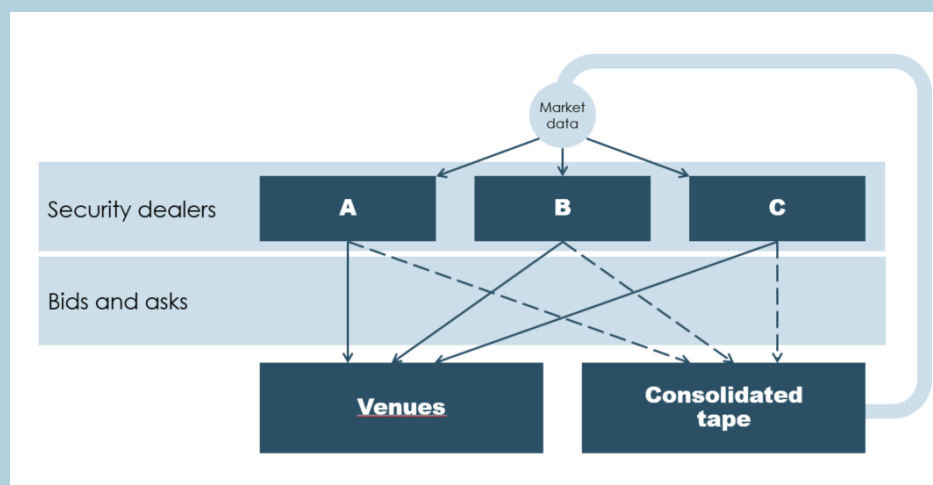 Market
data
Security dealers
A
B
C
Bids and asks
Venues
Consolidated
tape